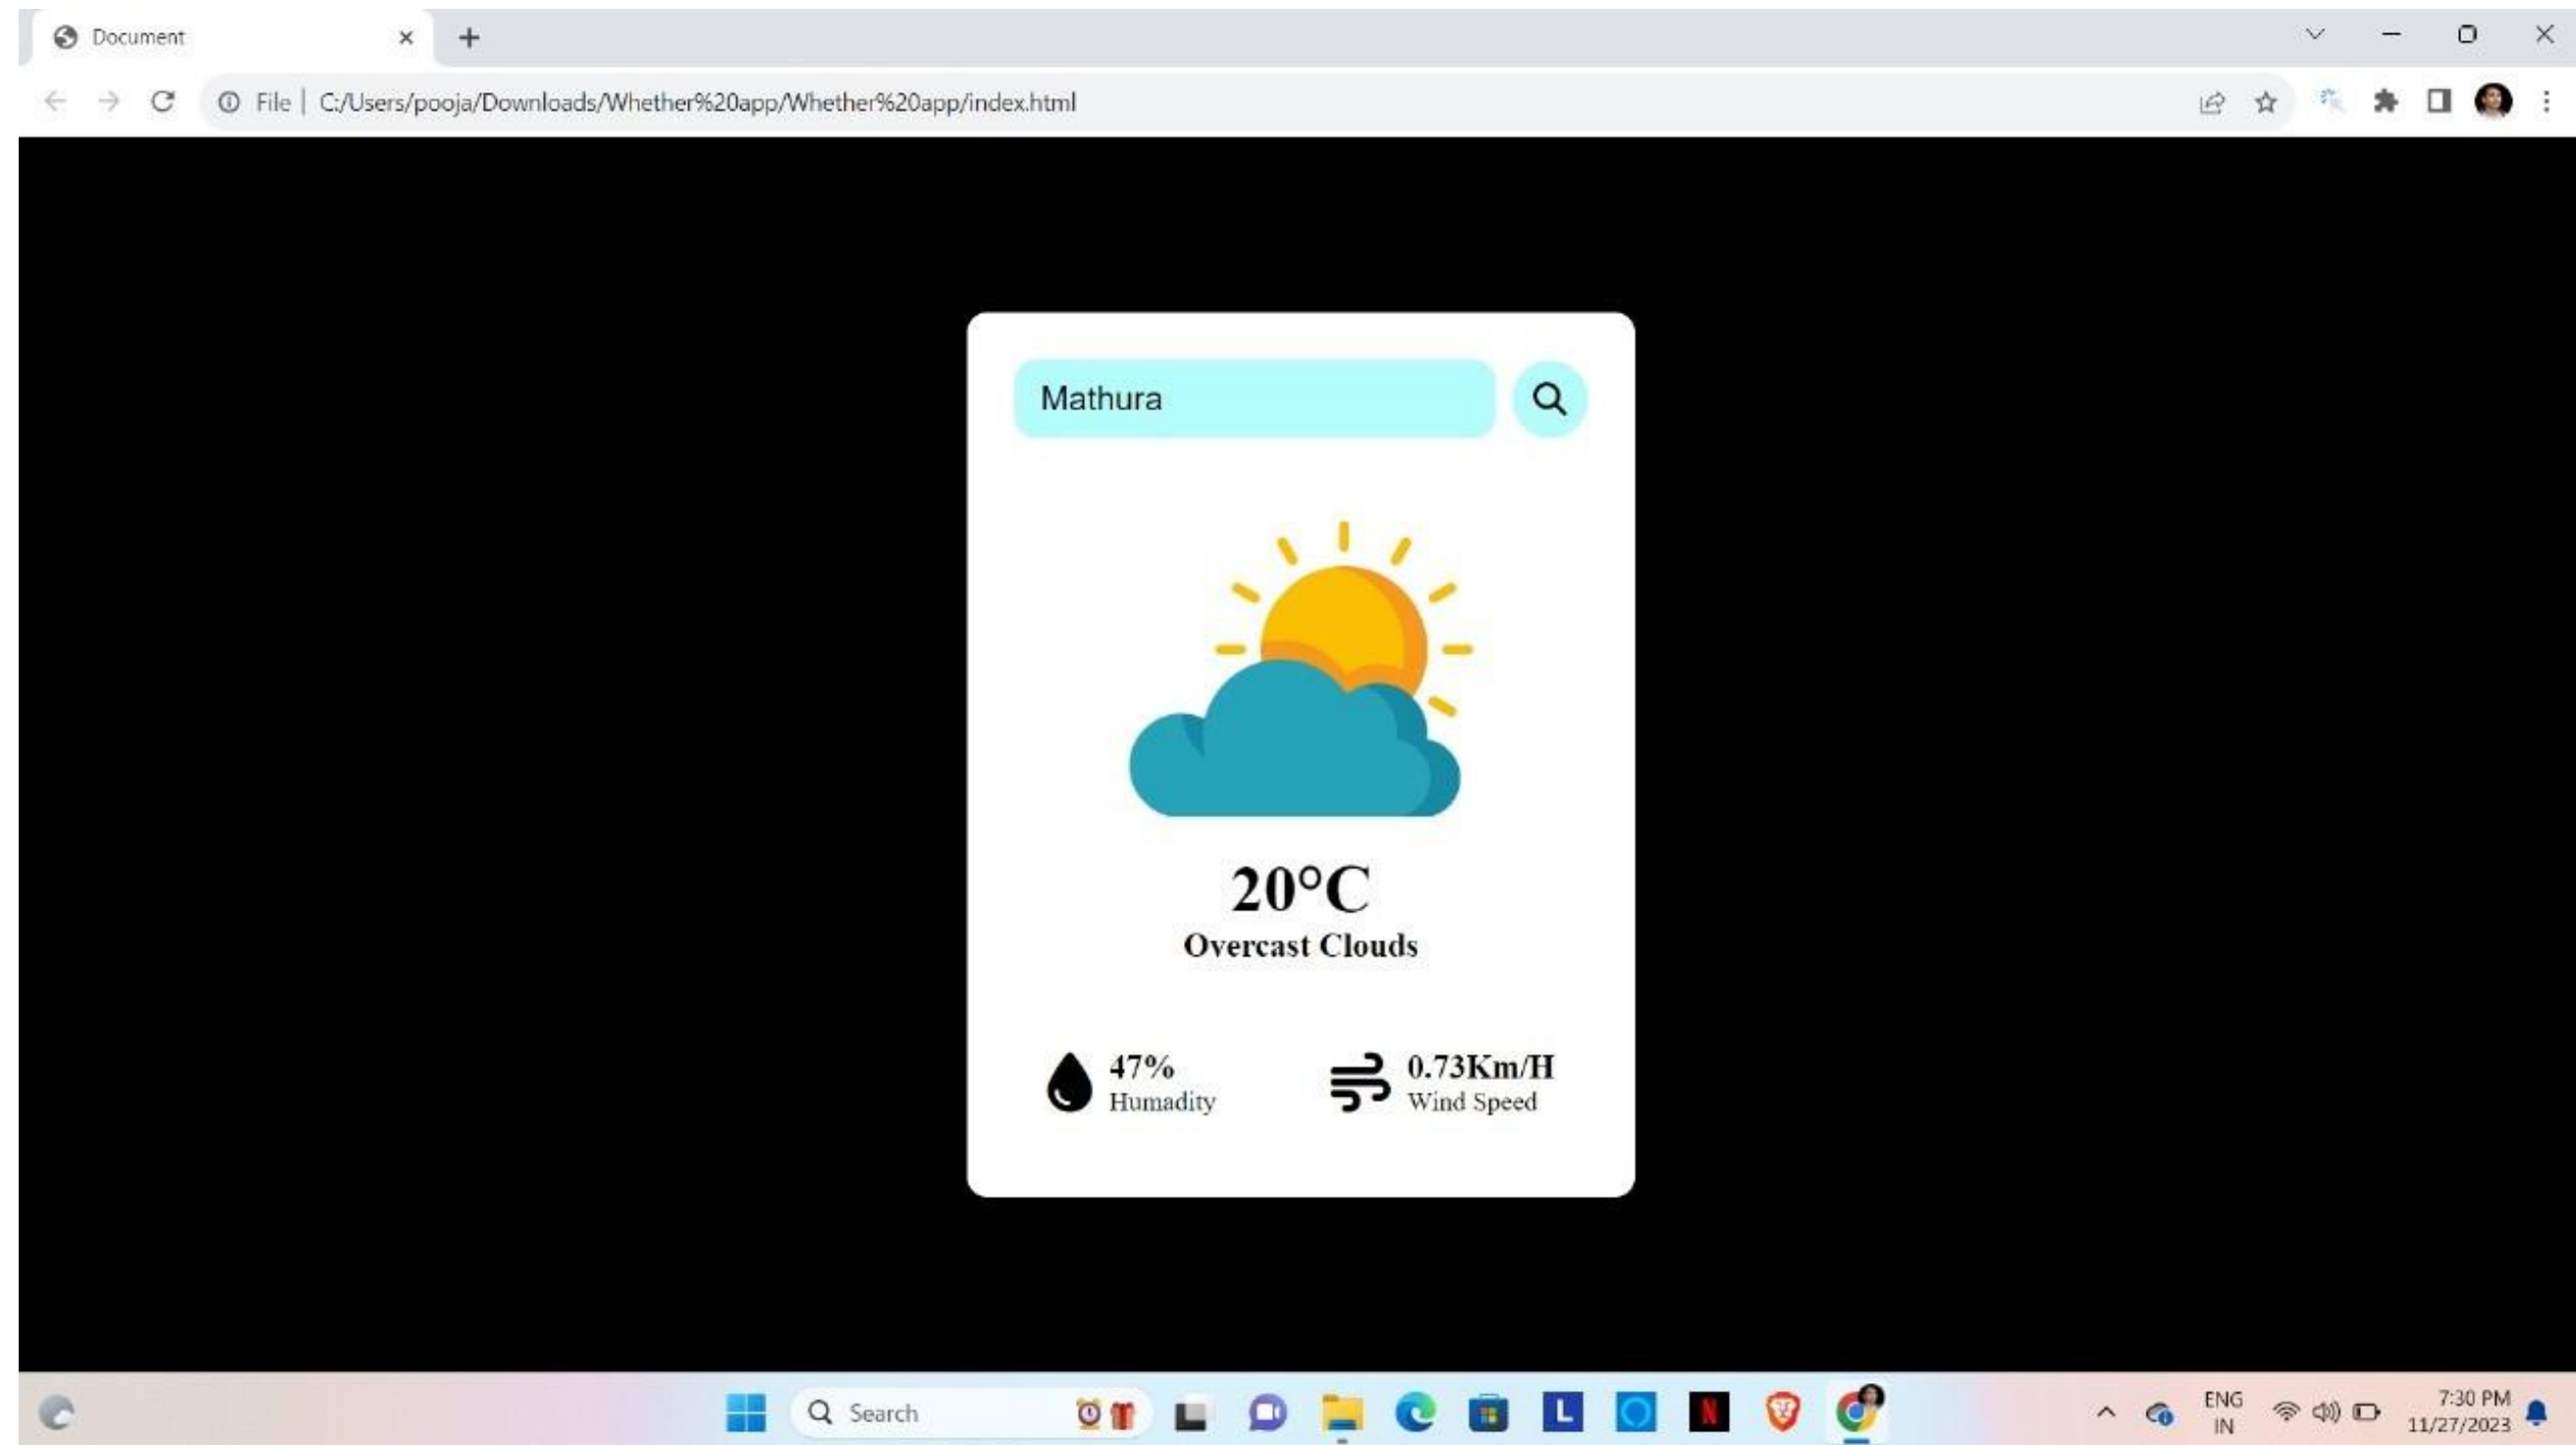 Document
File | C:/Users/pooja/Downloads/Whether%20app/Whether%20app/index.html
Mathura
20°C
Overcast Clouds
47%
Humadity
0.73Km/H
Wind Speed
Search
L
N
ENG
IN
7:30 PM
11/27/2023